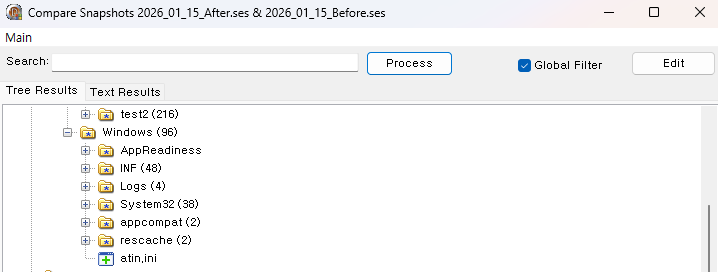 Compare Snapshots 2026_01_15_After.ses & 2026_01_15_Before.ses
Main
Search: Process Global Filter Edit
Tree Results Text Results
test2 (216)
Windows (96)
AppReadiness
INF (48)
Logs (4)
System32 (38)
appcompat (2)
rescache (2)
atin.ini